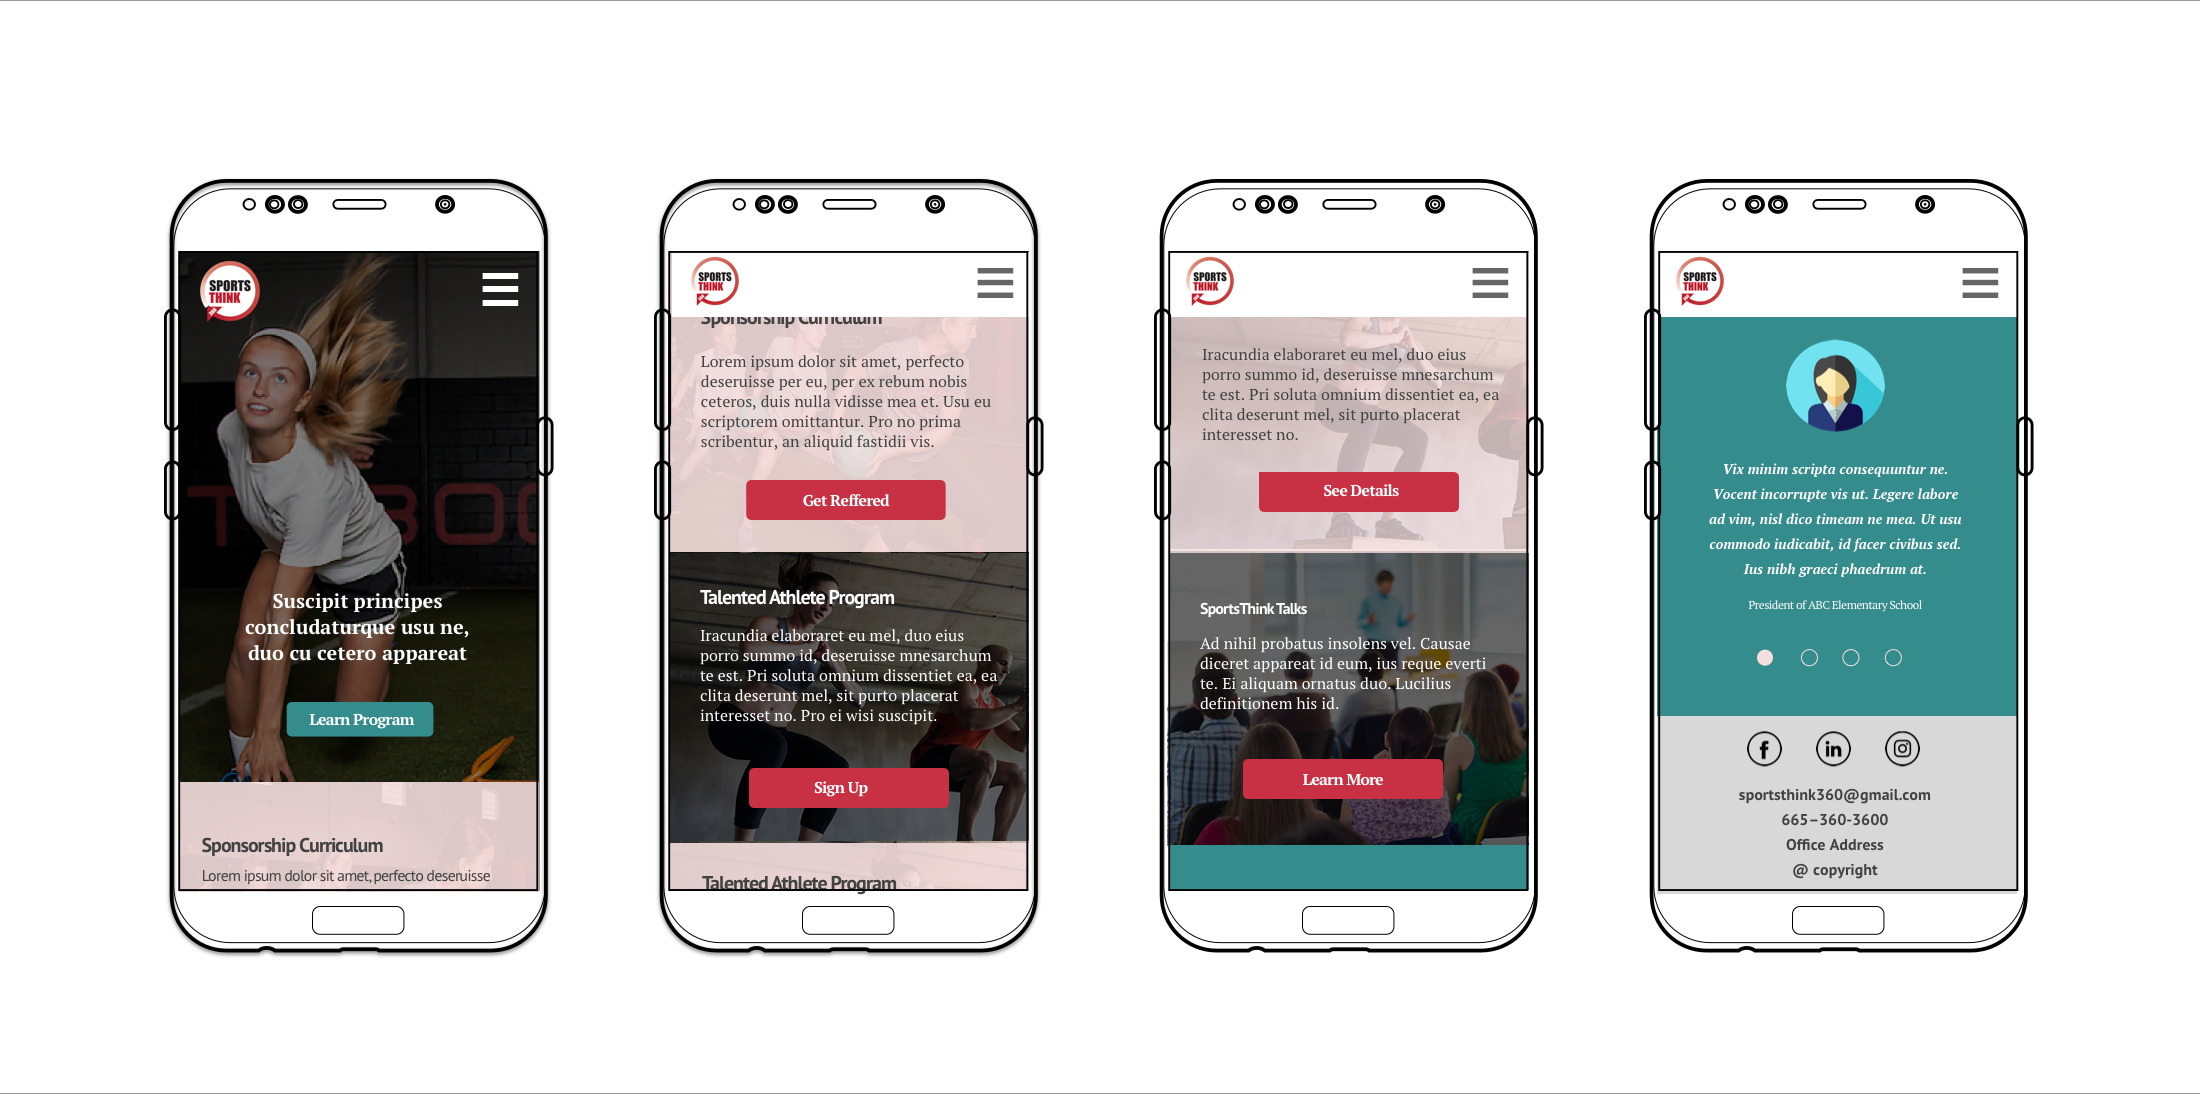 SPORTS
THINK
Suscipit principes
concludaturque usu ne,
duo cu cetero appareat
Learn Program
Sponsorship Curriculum
Lorem ipsum dolor sit amet, perfecto deseruisse
SPORTS
THINK
Sponsorship Curriculum
Lorem ipsum dolor sit amet, perfecto
deseruisse per eu, per ex rebum nobis
ceteros, duis nulla vidisse mea et. Usu eu
scriptorem omittantur. Pro no prima
scribentur, an aliquid fastidii vis.
Get Reffered
Talented Athlete Program
Iracundia elaboraret eu mel, duo eius
porro summo id, deseruisse mnesarchum
te est. Pri soluta omnium dissentiet ea, ea
clita deserunt mel, sit purto placerat
interesset no. Pro ei wisi suscipit.
Sign Up
Talented Athlete Program
SPORTS
THINK
Iracundia elaboraret eu mel, duo eius
porro summo id, deseruisse mnesarchum
te est. Pri soluta omnium dissentiet ea, ea
clita deserunt mel, sit purto placerat
interesset no.
See Details
SportsThink Talks
Ad nihil probatus insolens vel. Causae
diceret appareat id eum, ius reque everti
te. Ei aliquam ornatus duo. Lucilius
definitionem his id.
Learn More
SPORTS
THINK
Vix minim scripta consequuntur ne.
Vocent incorrupte vis ut. Legere labore
ad vim, nisl dico timeam ne mea. Ut usu
commodo iudicabit, id facer civibus sed.
Ius nibh graeci phaedrum at.
President of ABC Elementary School
f in
sportsthink360@gmail.com
665–360-3600
Office Address
@ copyright